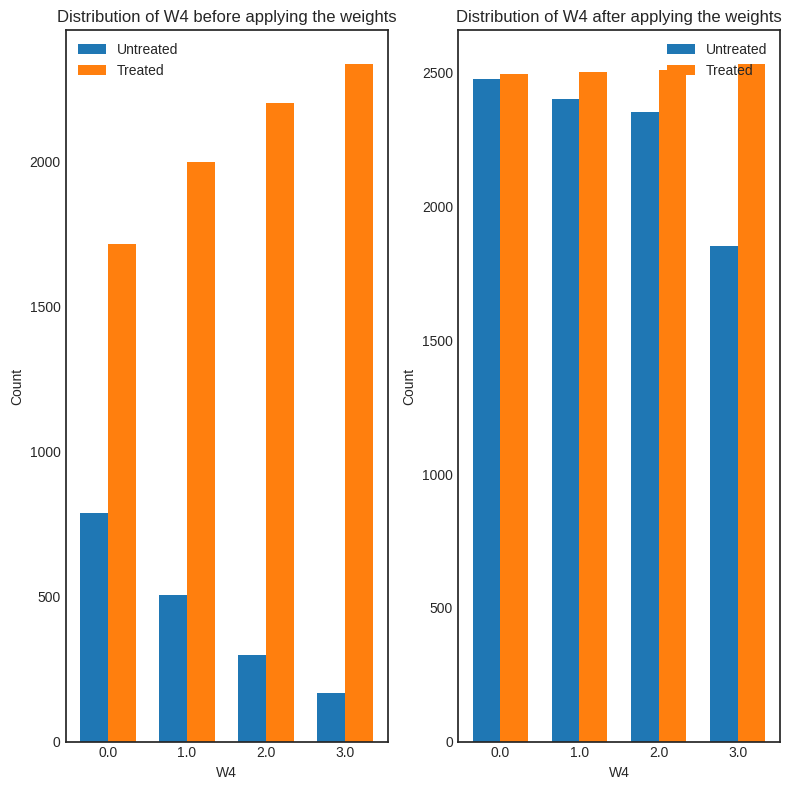 Distribution of W4 before applying the weights
Untreated
Treated
2000
1500
1000
500
0
Count
0.0 1.0 2.0 3.0
W4
Distribution of W4 after applying the weights
Untreated
Treated
2500
2000
1500
1000
500
0
Count
0.0 1.0 2.0 3.0
W4